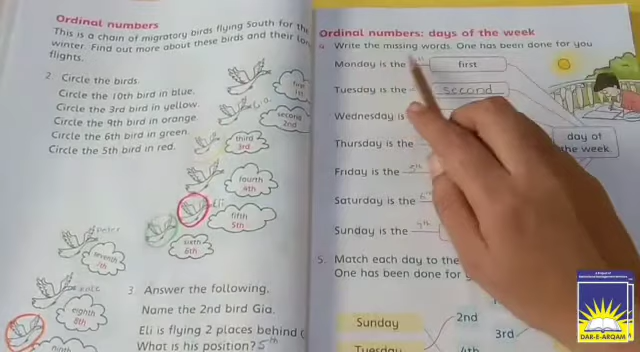 Ordinal numbers
This is a chain of migratory birds flying South for the
winter. Find out more about these birds and their
flights.
2. Circle the birds.
Circle the 10th bird in blue.
Circle the 3rd bird in yellow.
Circle the 9th bird in orange.
Circle the 6th bird in green.
Circle the 5th bird in red.
first
1st
Gia
second
2nd
third
3rd
fourth
4th
Eli
fifth
5th
sixth
6th
seventh
7th
eighth
8th
ninth
3. Answer the following.
Name the 2nd bird Gia.
Eli is flying 2 places behind
What is his position? 5th
Ordinal numbers: days of the week
Write the missing words. One has been done for you
Monday is the
first
Tuesday is the
second
Wednesday is
Thursday is the
Friday is the
Saturday is the
Sunday is the
day of
the week
5. Match each day to the
One has been done for
Sunday
Tuesday
2nd
3rd
4th
DAR-E-ARQAM